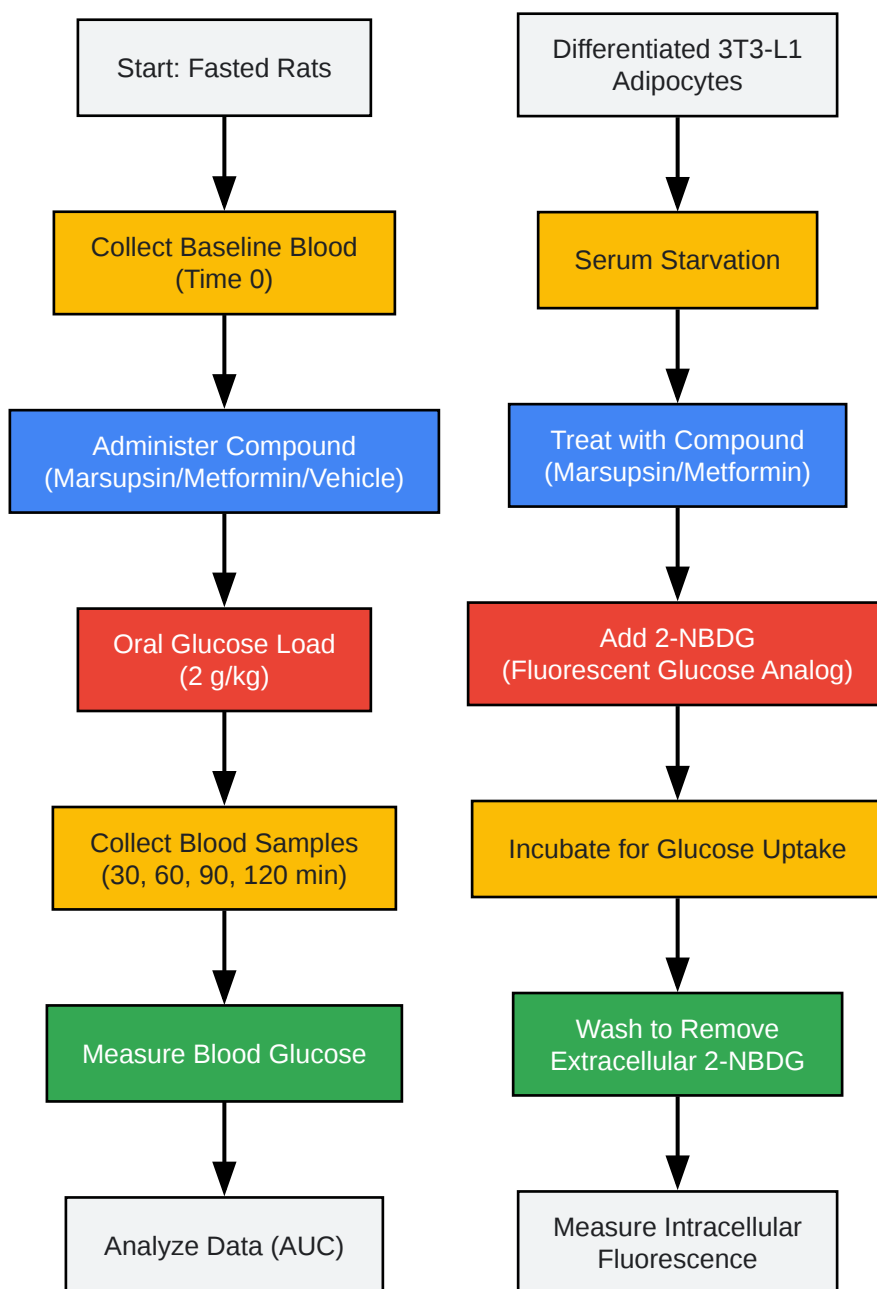 Start: Fasted Rats
Collect Baseline Blood
(Time 0)
Administer Compound
(Marsupsin/Metformin/Vehicle)
Oral Glucose Load
(2 g/kg)
Collect Blood Samples
(30, 60, 90, 120 min)
Measure Blood Glucose
Analyze Data (AUC)
Differentiated 3T3-L1
Adipocytes
Serum Starvation
Treat with Compound
(Marsupsin/Metformin)
Add 2-NBDG
(Fluorescent Glucose Analog)
Incubate for Glucose Uptake
Wash to Remove
Extracellular 2-NBDG
Measure Intracellular
Fluorescence